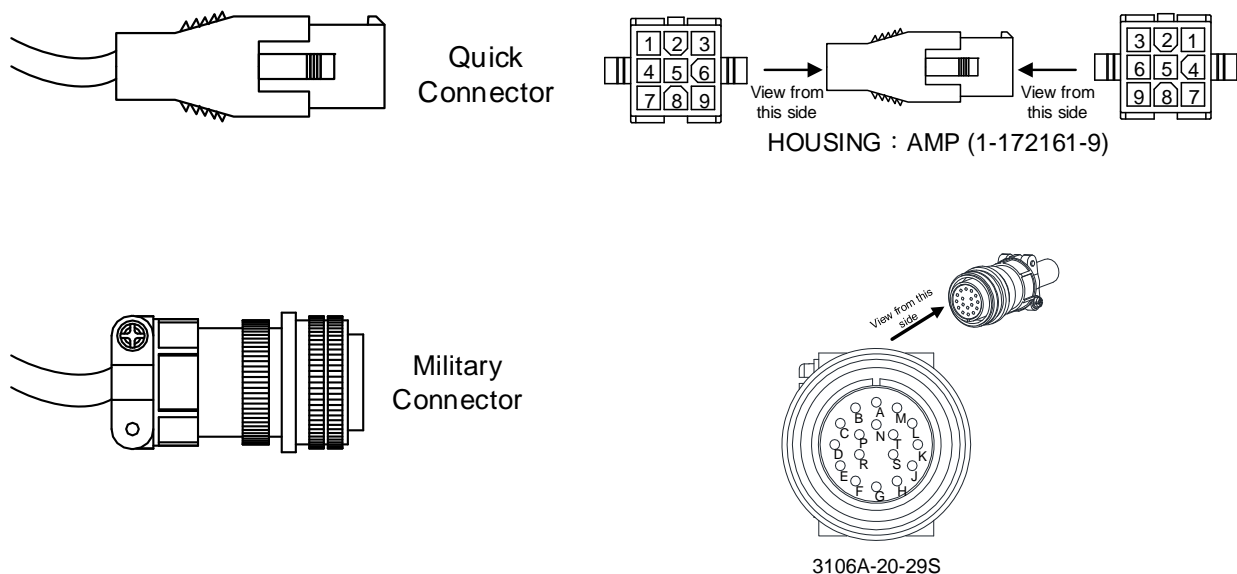 Quick
Connector
1 2 3
4 5 6
7 8 9
View from
this side
View from
this side
3 2 1
6 5 4
9 8 7
HOUSING：AMP (1-172161-9)
Military
Connector
View from this
side
A
B M
C N L
P T
D K
R S
E J
F H
G
3106A-20-29S